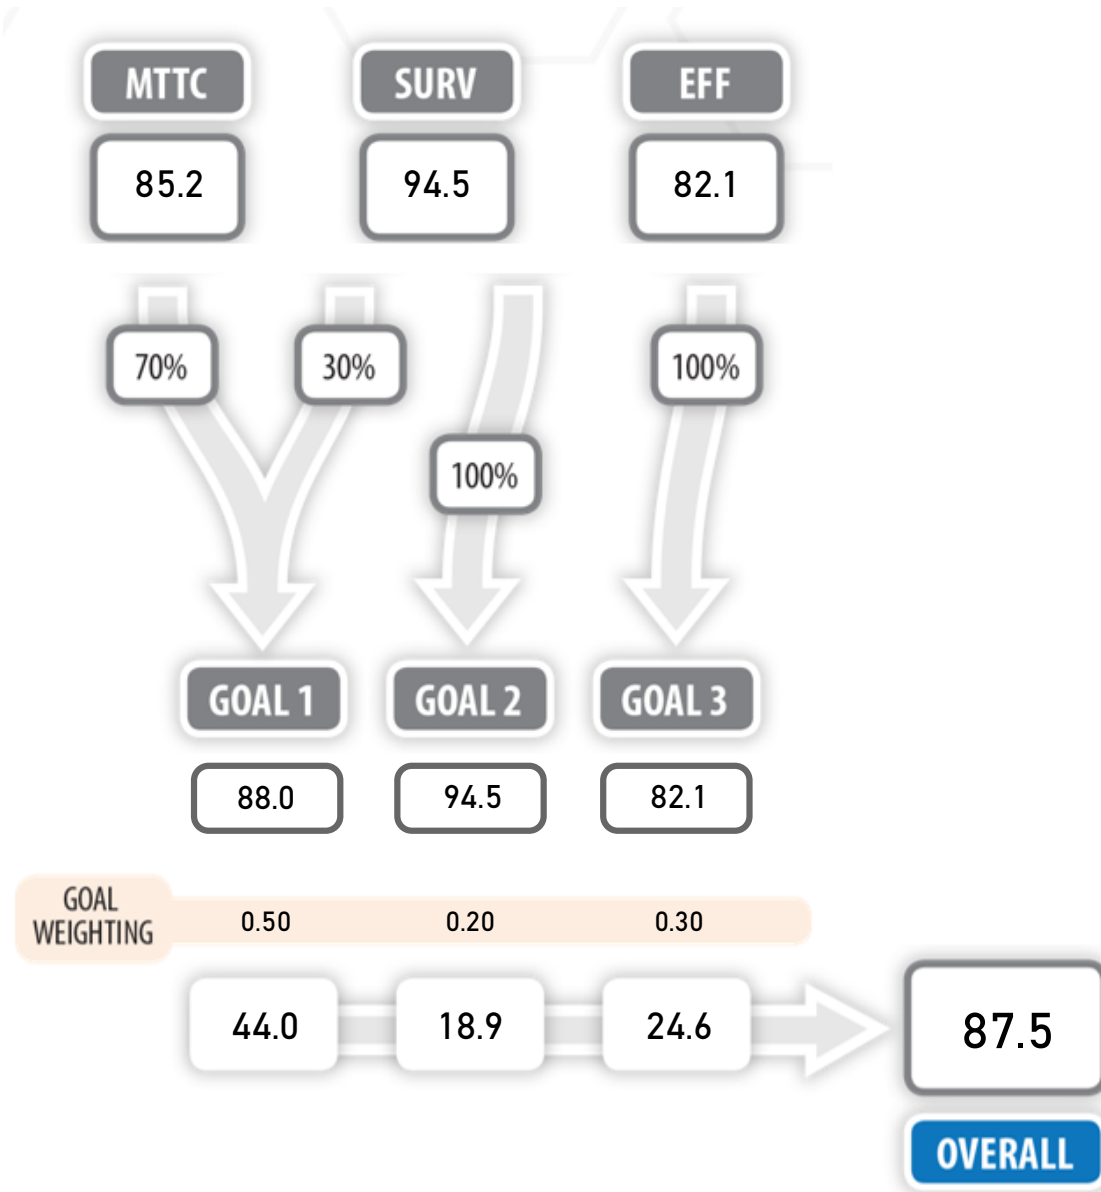 MTTC
SURV
EFF
85.2
94.5
82.1
70%
30%
100%
100%
GOAL 1
GOAL 2
GOAL 3
88.0
94.5
82.1
GOAL
WEIGHTING
0.50
0.20
0.30
44.0
18.9
24.6
87.5
OVERALL